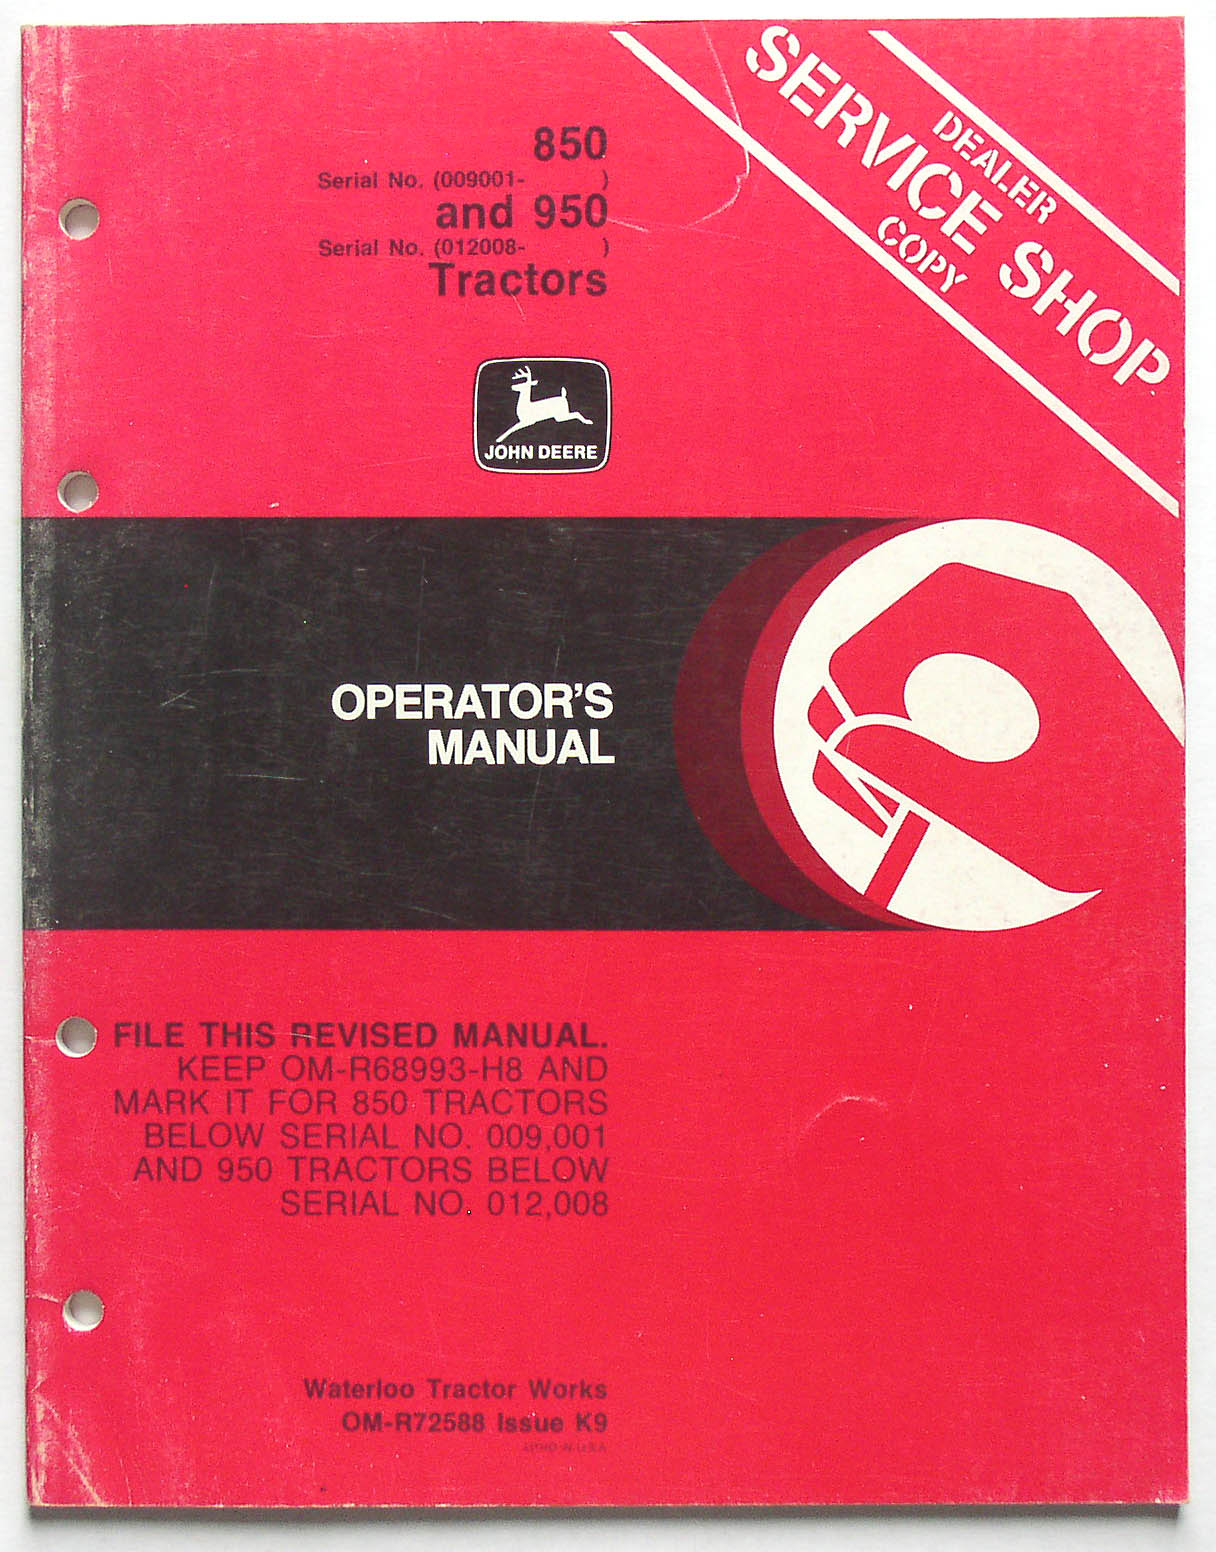 850
Serial No. (009001-          )
and 950
Serial No. (012008-          )
Tractors
DEALER
SERVICE SHOP
COPY
JOHN DEERE
OPERATOR'S
MANUAL
FILE THIS REVISED MANUAL.
KEEP OM-R68993-H8 AND
MARK IT FOR 850 TRACTORS
BELOW SERIAL NO. 009,001
AND 950 TRACTORS BELOW
SERIAL NO. 012,008
Waterloo Tractor Works
OM-R72588 Issue K9
LITHO IN U.S.A.